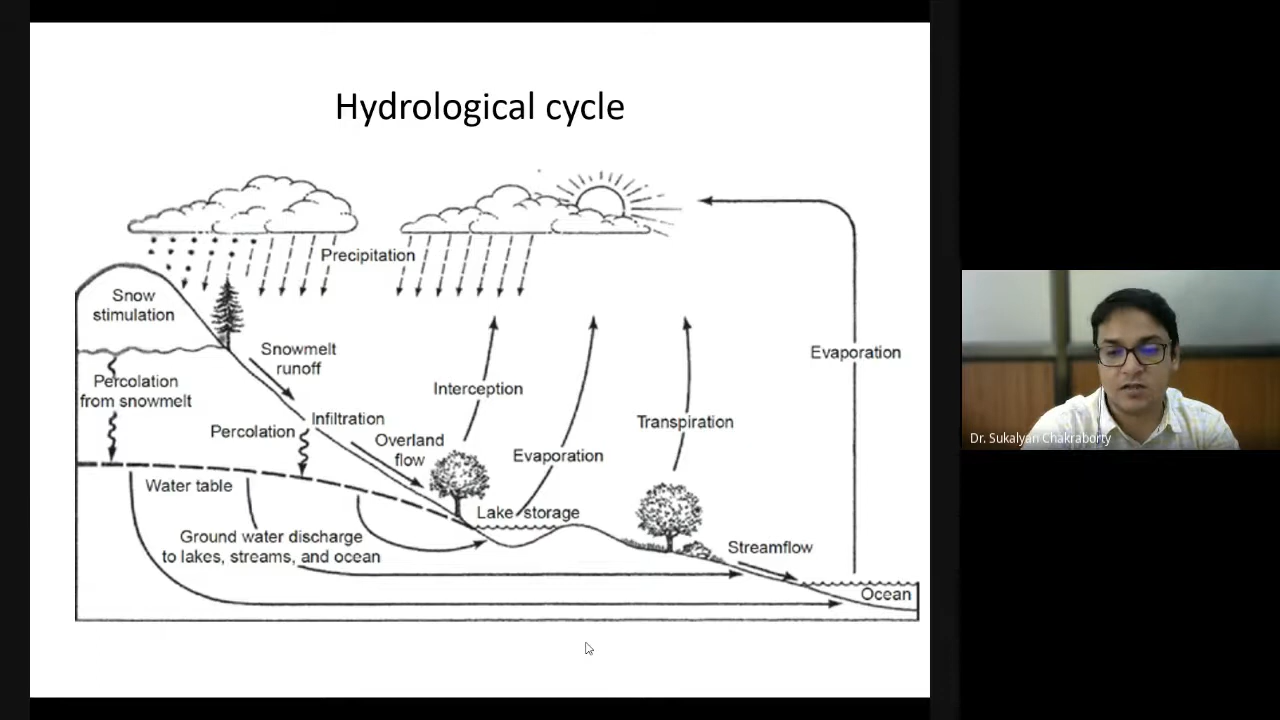 Hydrological cycle
Precipitation
Snow
stimulation
Snowmelt
runoff
Evaporation
Percolation
from snowmelt
Interception
Infiltration
Percolation
Transpiration
Overland
flow
Evaporation
Water table
Lake storage
Ground water discharge
to lakes, streams, and ocean
Streamflow
Ocean
Dr. Sukalyan Chakraborty